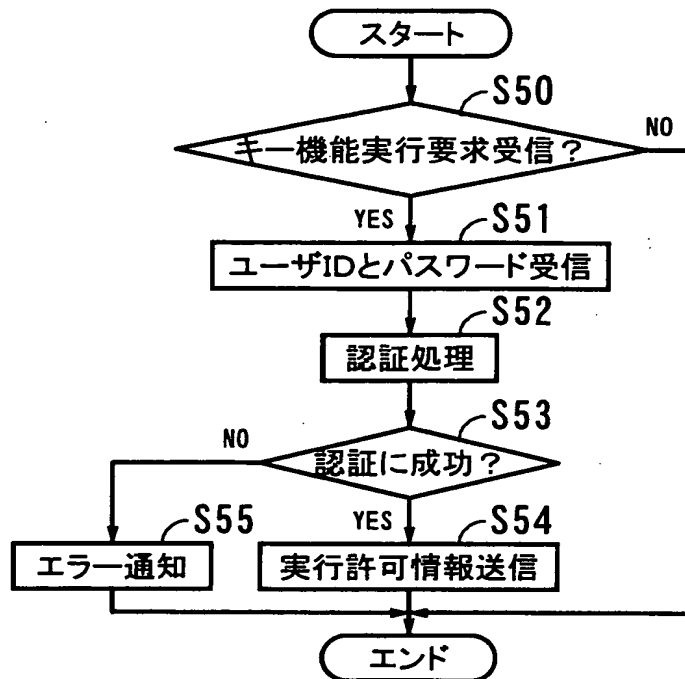 スタート
S50
キー機能実行要求受信？
NO
YES
S51
ユーザIDとパスワード受信
S52
認証処理
S53
認証に成功？
NO
YES
S55
エラー通知
S54
実行許可情報送信
エンド